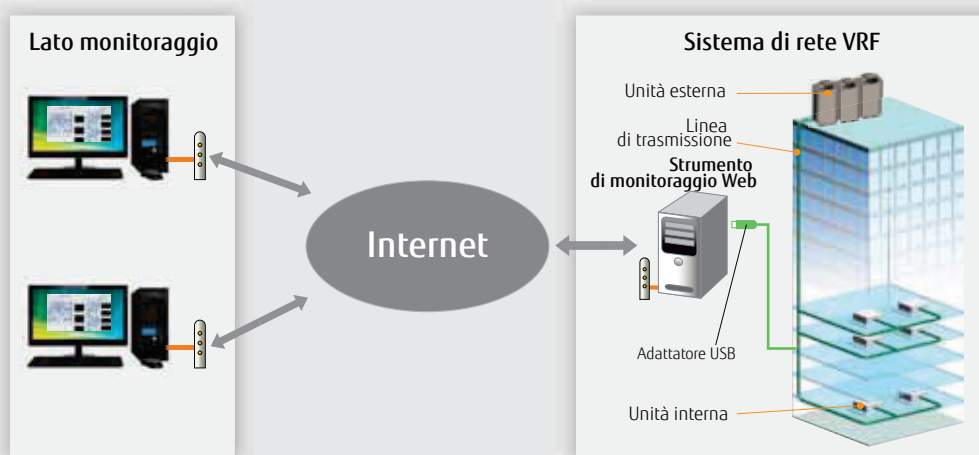 Lato monitoraggio
Internet
Sistema di rete VRF
Unità esterna
Linea
di trasmissione
Strumento
di monitoraggio Web
Adattatore USB
Unità interna